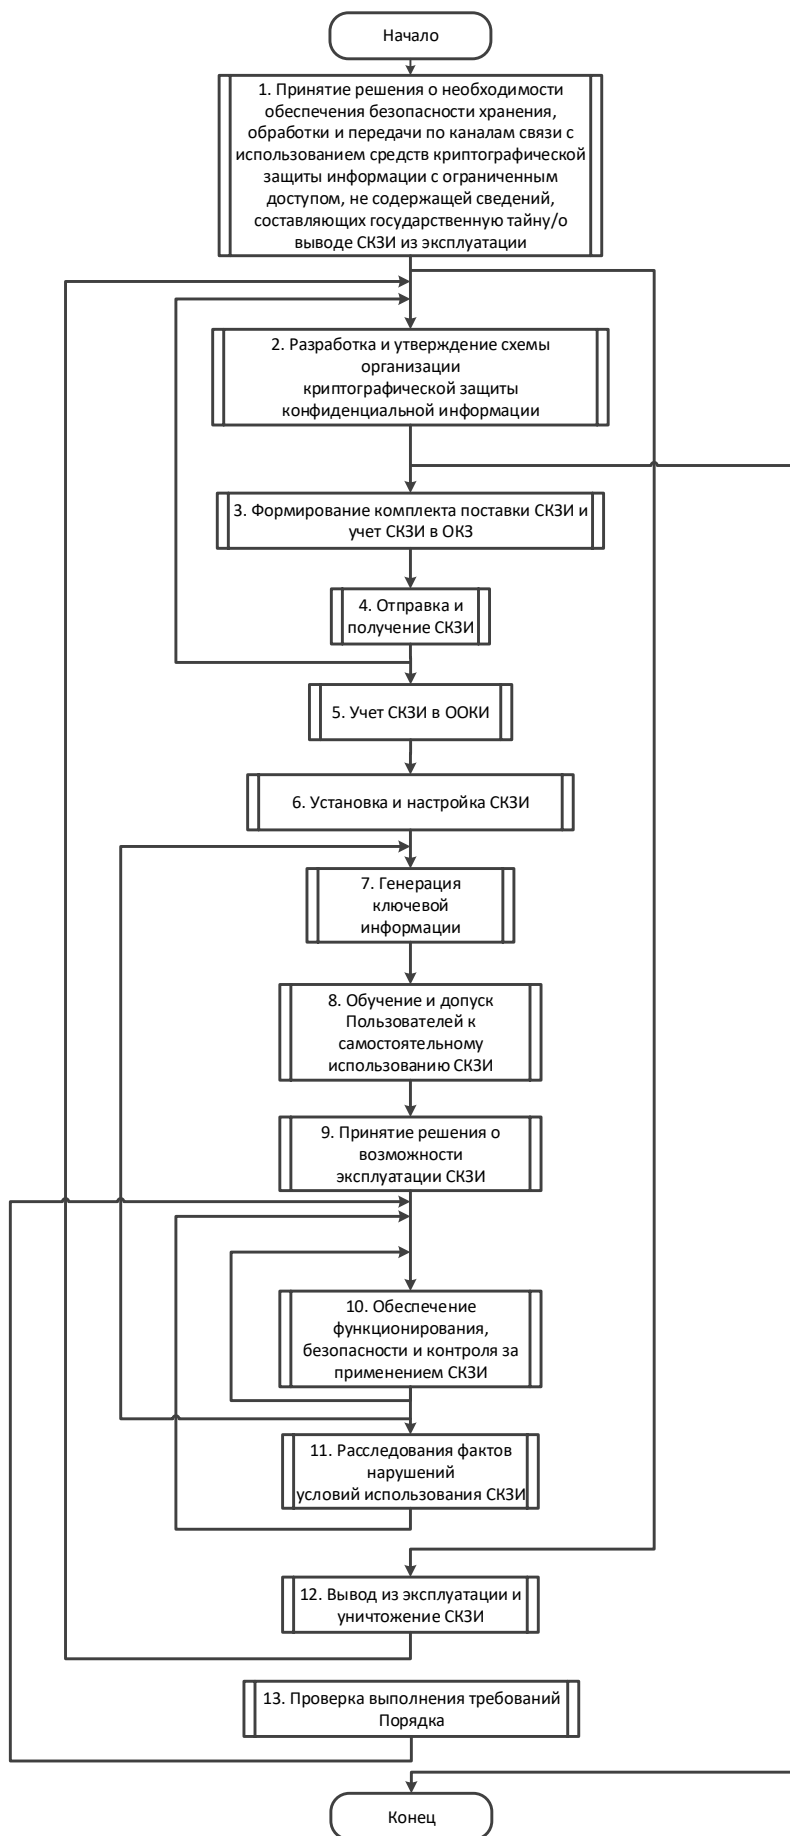 Начало
1. Принятие решения о необходимости
обеспечения безопасности хранения,
обработки и передачи по каналам связи с
использованием средств криптографической
защиты информации с ограниченным
доступом, не содержащей сведений,
составляющих государственную тайну/о
выводе СКЗИ из эксплуатации
2. Разработка и утверждение схемы
организации
криптографической защиты
конфиденциальной информации
3. Формирование комплекта поставки СКЗИ и
учет СКЗИ в ОКЗ
4. Отправка и
получение СКЗИ
5. Учет СКЗИ в ООКИ
6. Установка и настройка СКЗИ
7. Генерация
ключевой
информации
8. Обучение и допуск
Пользователей к
самостоятельному
использованию СКЗИ
9. Принятие решения о
возможности
эксплуатации СКЗИ
10. Обеспечение
функционирования,
безопасности и контроля за
применением СКЗИ
11. Расследования фактов
нарушений
условий использования СКЗИ
12. Вывод из эксплуатации и
уничтожение СКЗИ
13. Проверка выполнения требований
Порядка
Конец